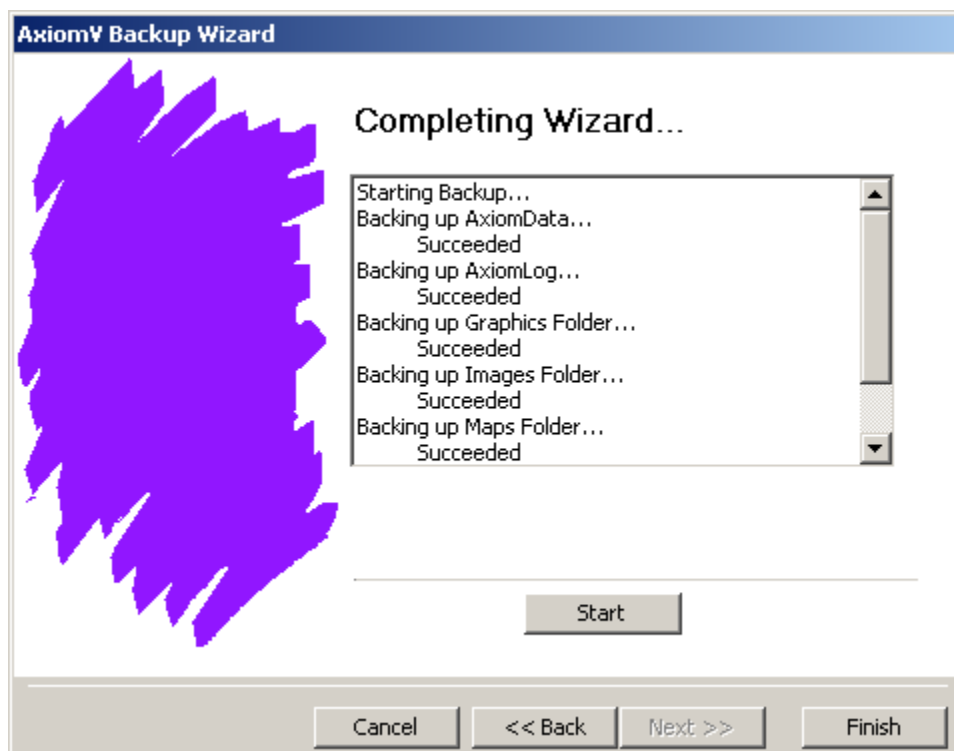 AxiomV Backup Wizard
Completing Wizard...
Starting Backup...
Backing up AxiomData...
Succeeded
Backing up AxiomLog...
Succeeded
Backing up Graphics Folder...
Succeeded
Backing up Images Folder...
Succeeded
Backing up Maps Folder...
Succeeded
Start
Cancel
<< Back
Next >>
Finish